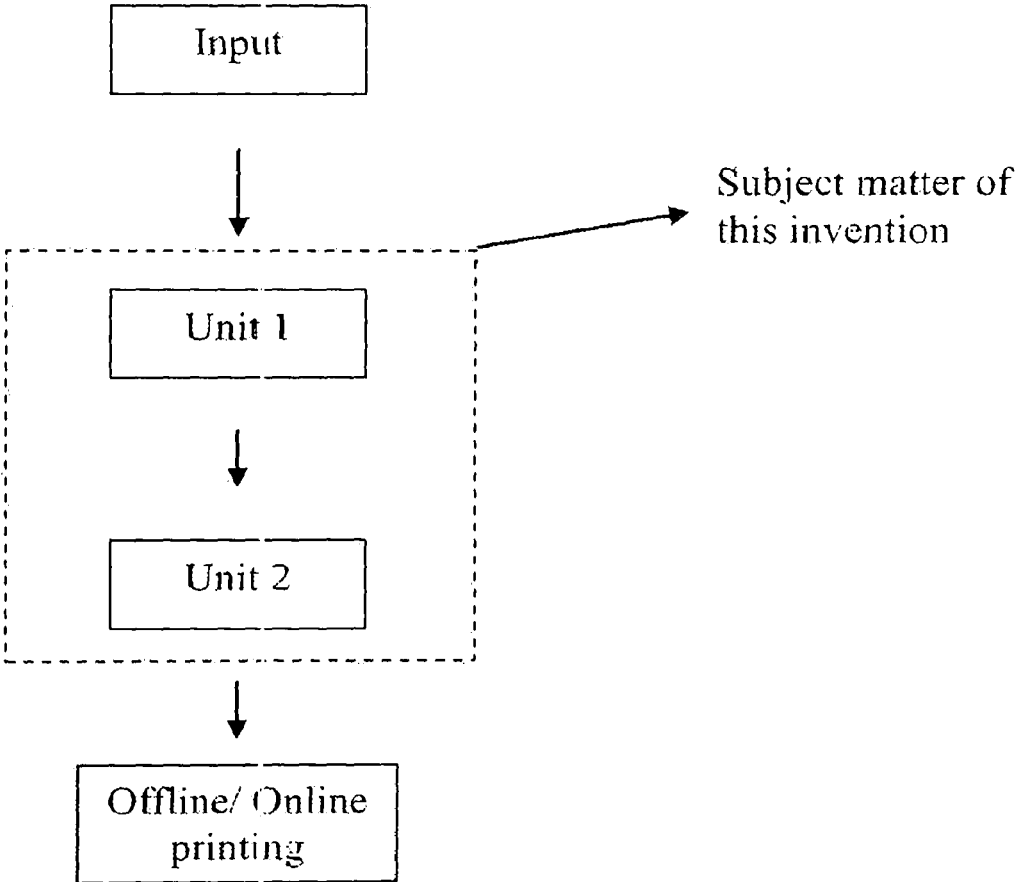 Input
Subject matter of
this invention
Unit 1
Unit 2
Offline/ Online
printing